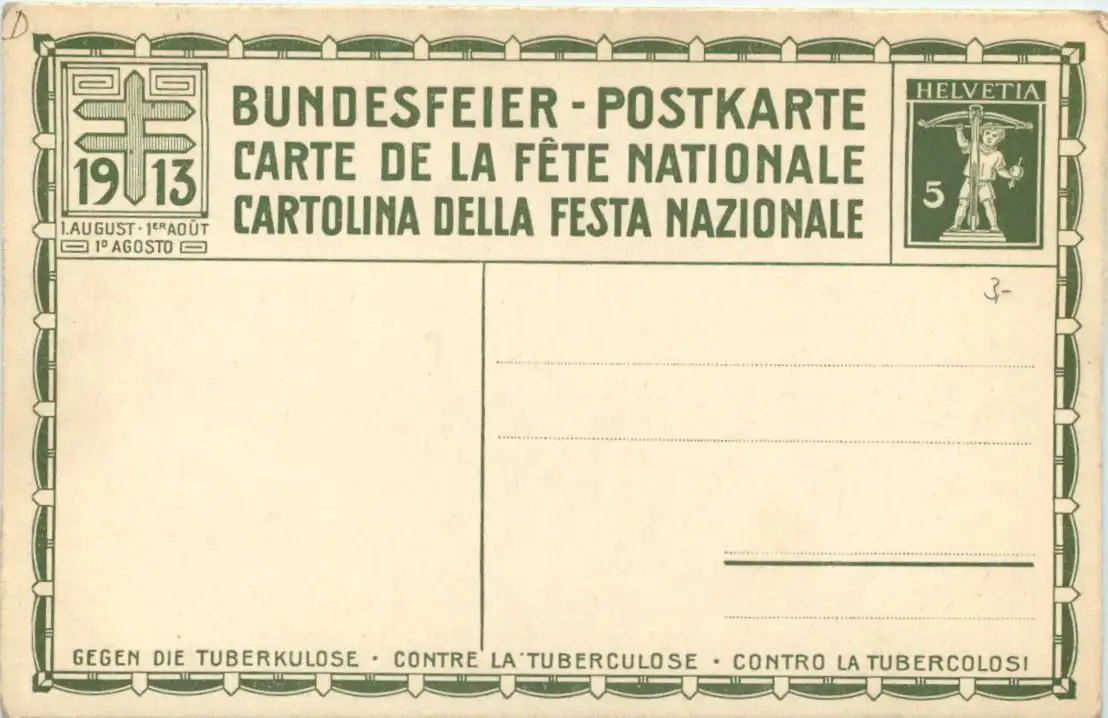 D
BUNDESFEIER - POSTKARTE
CARTE DE LA FÊTE NATIONALE
CARTOLINA DELLA FESTA NAZIONALE
1913
1.AUGUST · 1ER AOÛT
1º AGOSTO
HELVETIA
5
3-
GEGEN DIE TUBERKULOSE · CONTRE LA TUBERCULOSE · CONTRO LA TUBERCOLOSI